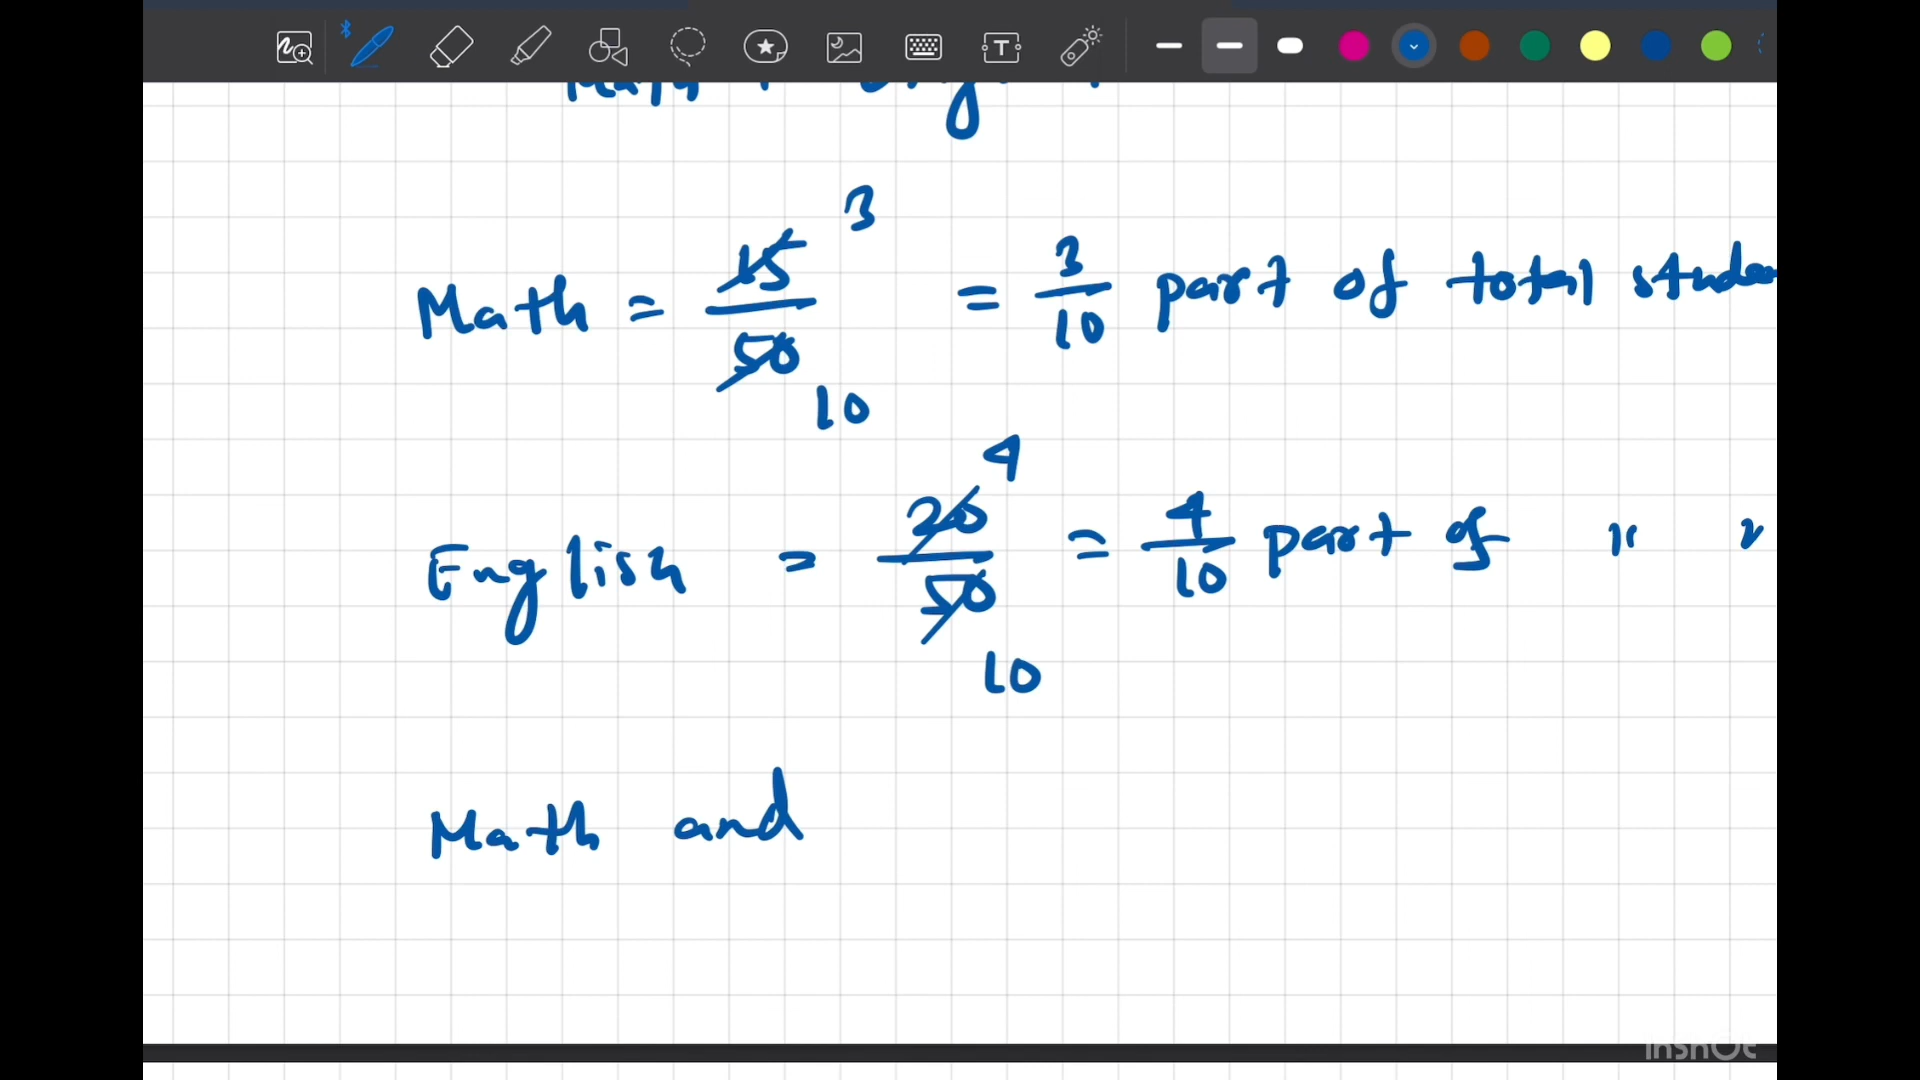 Math = 15/50 3/10 = 3/10 part of total studen
English = 20/50 4/10 = 4/10 part of " "
Math and
InShOt